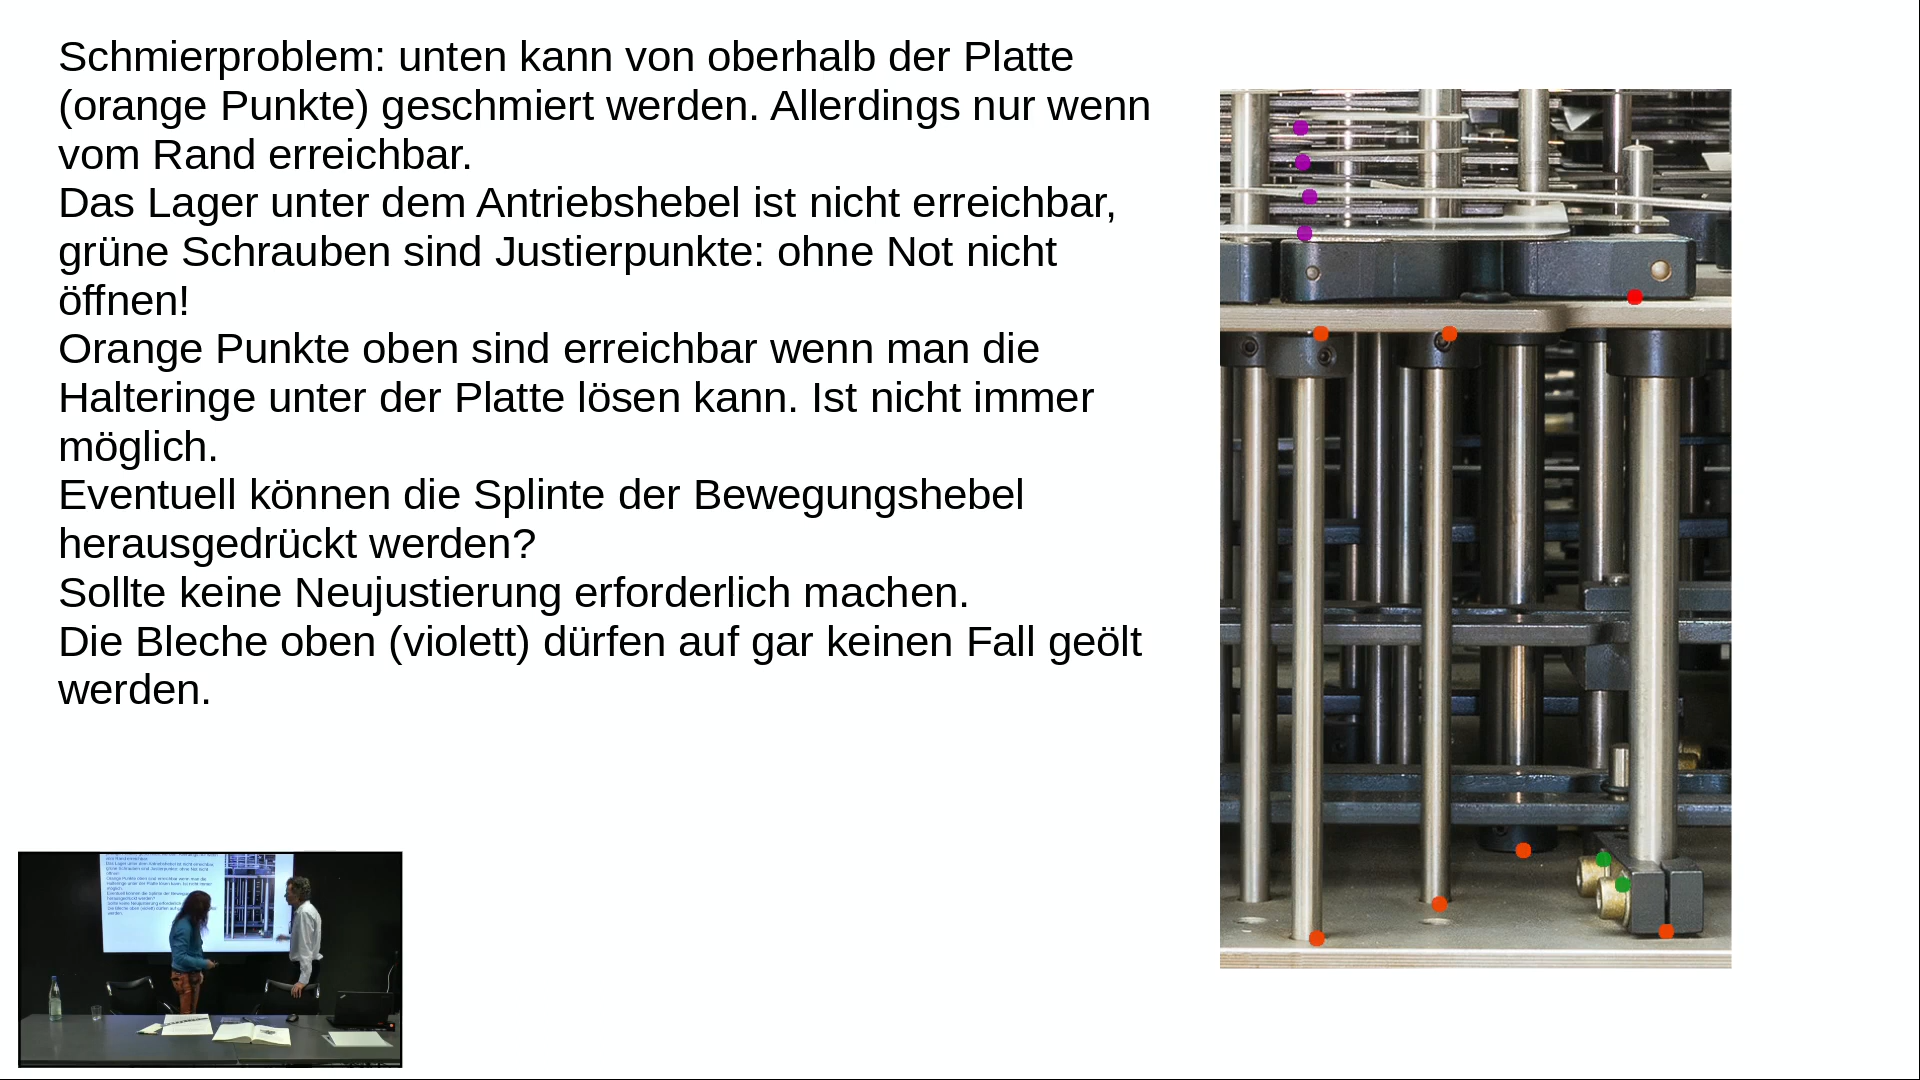 Schmierproblem: unten kann von oberhalb der Platte
(orange Punkte) geschmiert werden. Allerdings nur wenn
vom Rand erreichbar.
Das Lager unter dem Antriebshebel ist nicht erreichbar,
grüne Schrauben sind Justierpunkte: ohne Not nicht
öffnen!
Orange Punkte oben sind erreichbar wenn man die
Halteringe unter der Platte lösen kann. Ist nicht immer
möglich.
Eventuell können die Splinte der Bewegungshebel
herausgedrückt werden?
Sollte keine Neujustierung erforderlich machen.
Die Bleche oben (violett) dürfen auf gar keinen Fall geölt
werden.